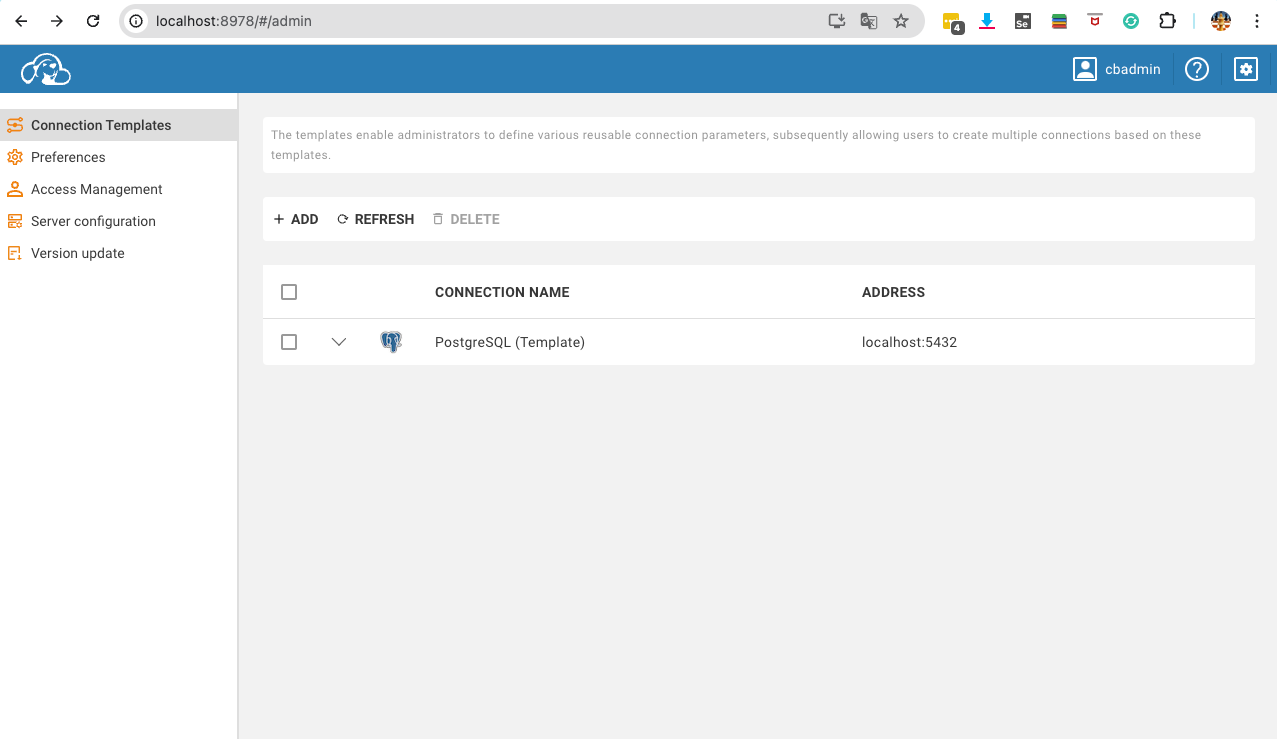 localhost:8978/#/admin
4
Se
cbadmin
Connection Templates
Preferences
Access Management
Server configuration
Version update
The templates enable administrators to define various reusable connection parameters, subsequently allowing users to create multiple connections based on these
templates.
ADD REFRESH DELETE
CONNECTION NAME ADDRESS
PostgreSQL (Template) localhost:5432